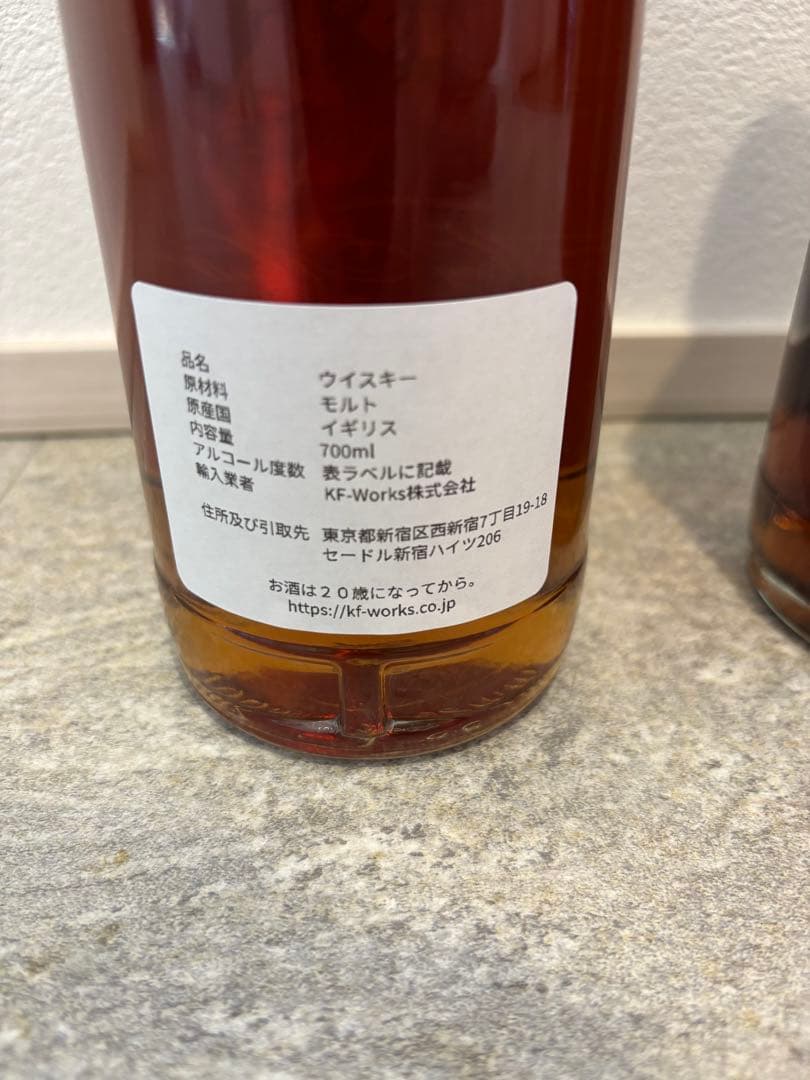 品名 ウイスキー
原材料 モルト
原産国 イギリス
内容量 700ml
アルコール度数 表ラベルに記載
輸入業者 KF-Works株式会社
住所及び引取先 東京都新宿区西新宿7丁目19-18
セードル新宿ハイツ206
お酒は20歳になってから。
https://kf-works.co.jp